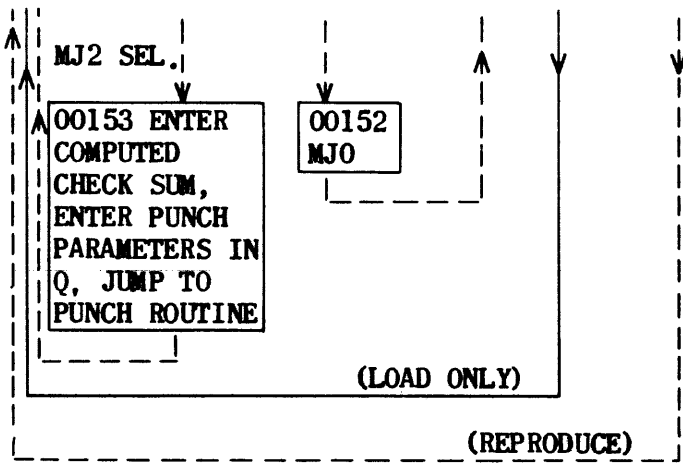 MJ2 SEL.
00153 ENTER
COMPUTED
CHECK SUM,
ENTER PUNCH
PARAMETERS IN
Q, JUMP TO
PUNCH ROUTINE
00152
MJO
(LOAD ONLY)
(REPRODUCE)